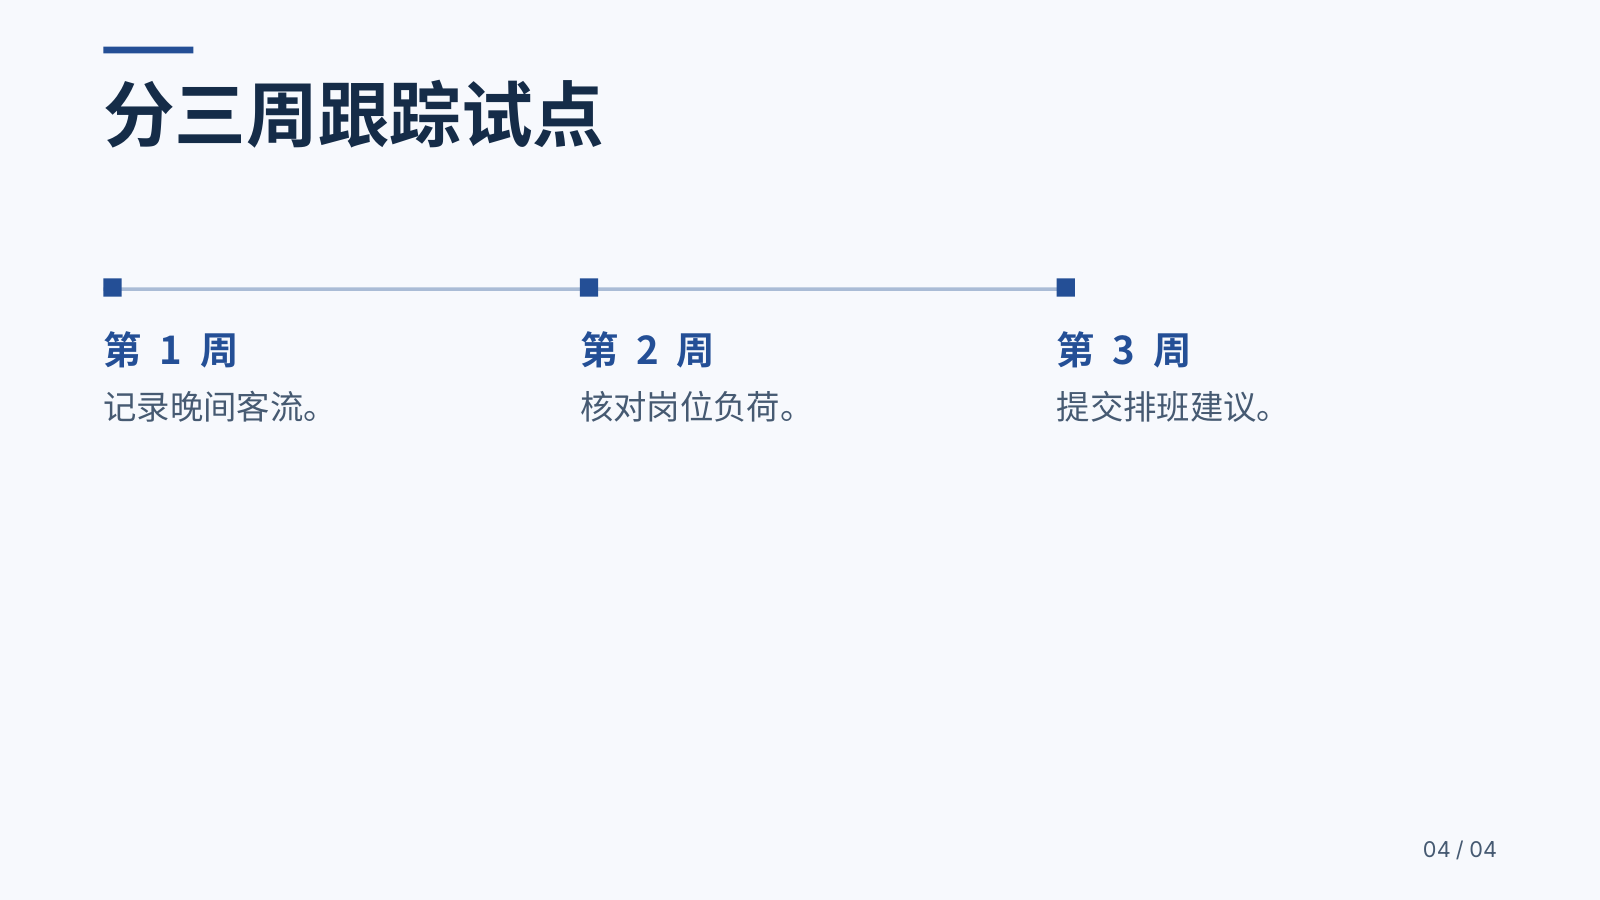 分三周跟踪试点
第 1 周
记录晚间客流。
第 2 周
核对岗位负荷。
第 3 周
提交排班建议。
04 / 04